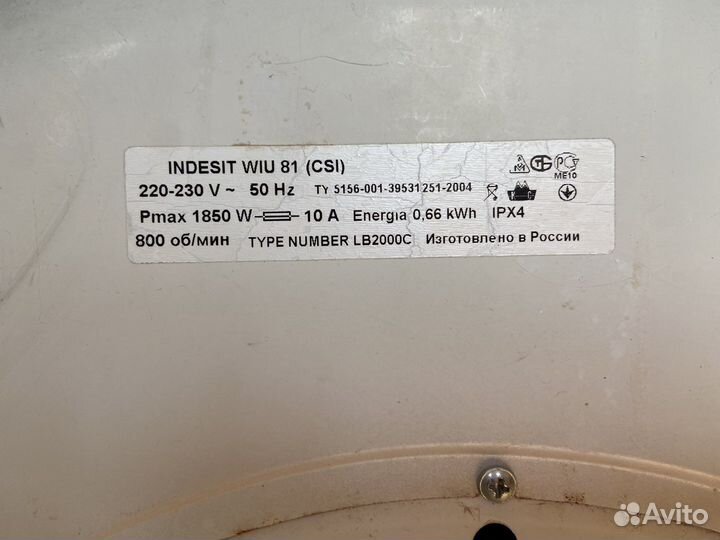 INDESIT WIU 81 (CSI)
220-230 V ~ 50 Hz ТУ 5156-001-39531251-2004
Pmax 1850 W 10 A Energia 0,66 kWh IPX4
800 об/мин TYPE NUMBER LB2000C Изготовлено в России
МЕ10
Avito